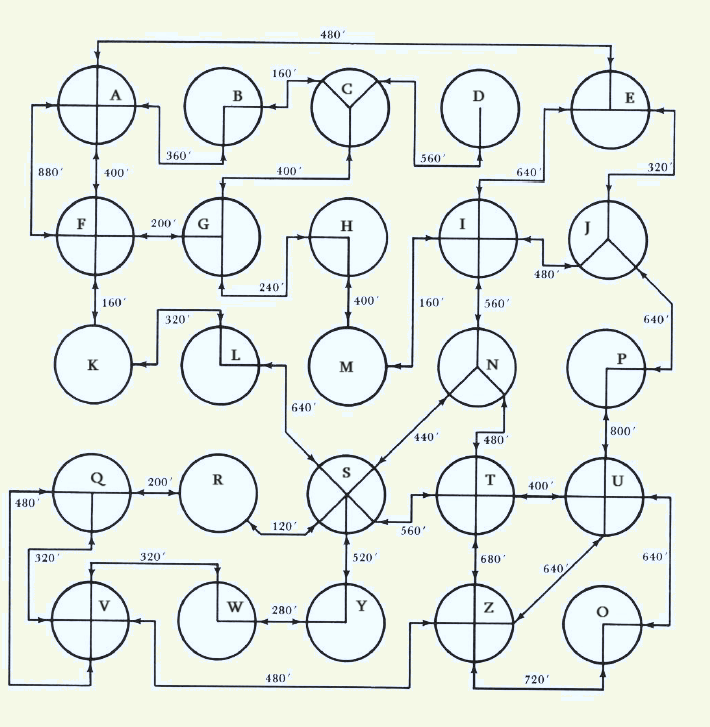 480′
A
B
C
D
E
160′
360′
560′
880′
400′
400′
640′
320′
F
200′
G
H
I
J
240′
480′
160′
320′
400′
160′
560′
640′
K
L
M
N
P
640′
440′
480′
800′
Q
200′
R
S
T
400′
U
480′
120′
560′
320′
320′
520′
680′
640′
640′
V
W
280′
Y
Z
O
480′
720′